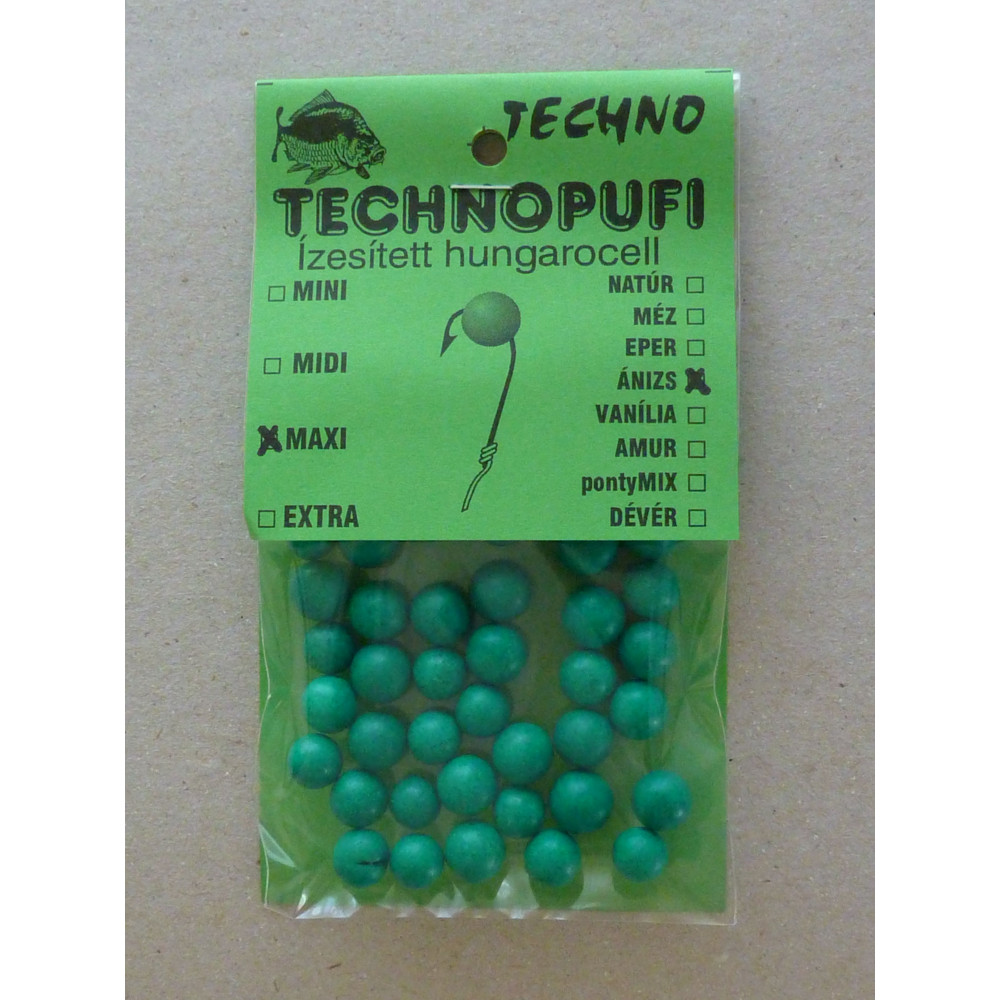 TECHNO
TECHNOPUFI
Ízesített hungarocell
MINI
MIDI
MAXI
EXTRA
NATÚR
MÉZ
EPER
ÁNIZS
VANÍLIA
AMUR
pontyMIX
DÉVÉR